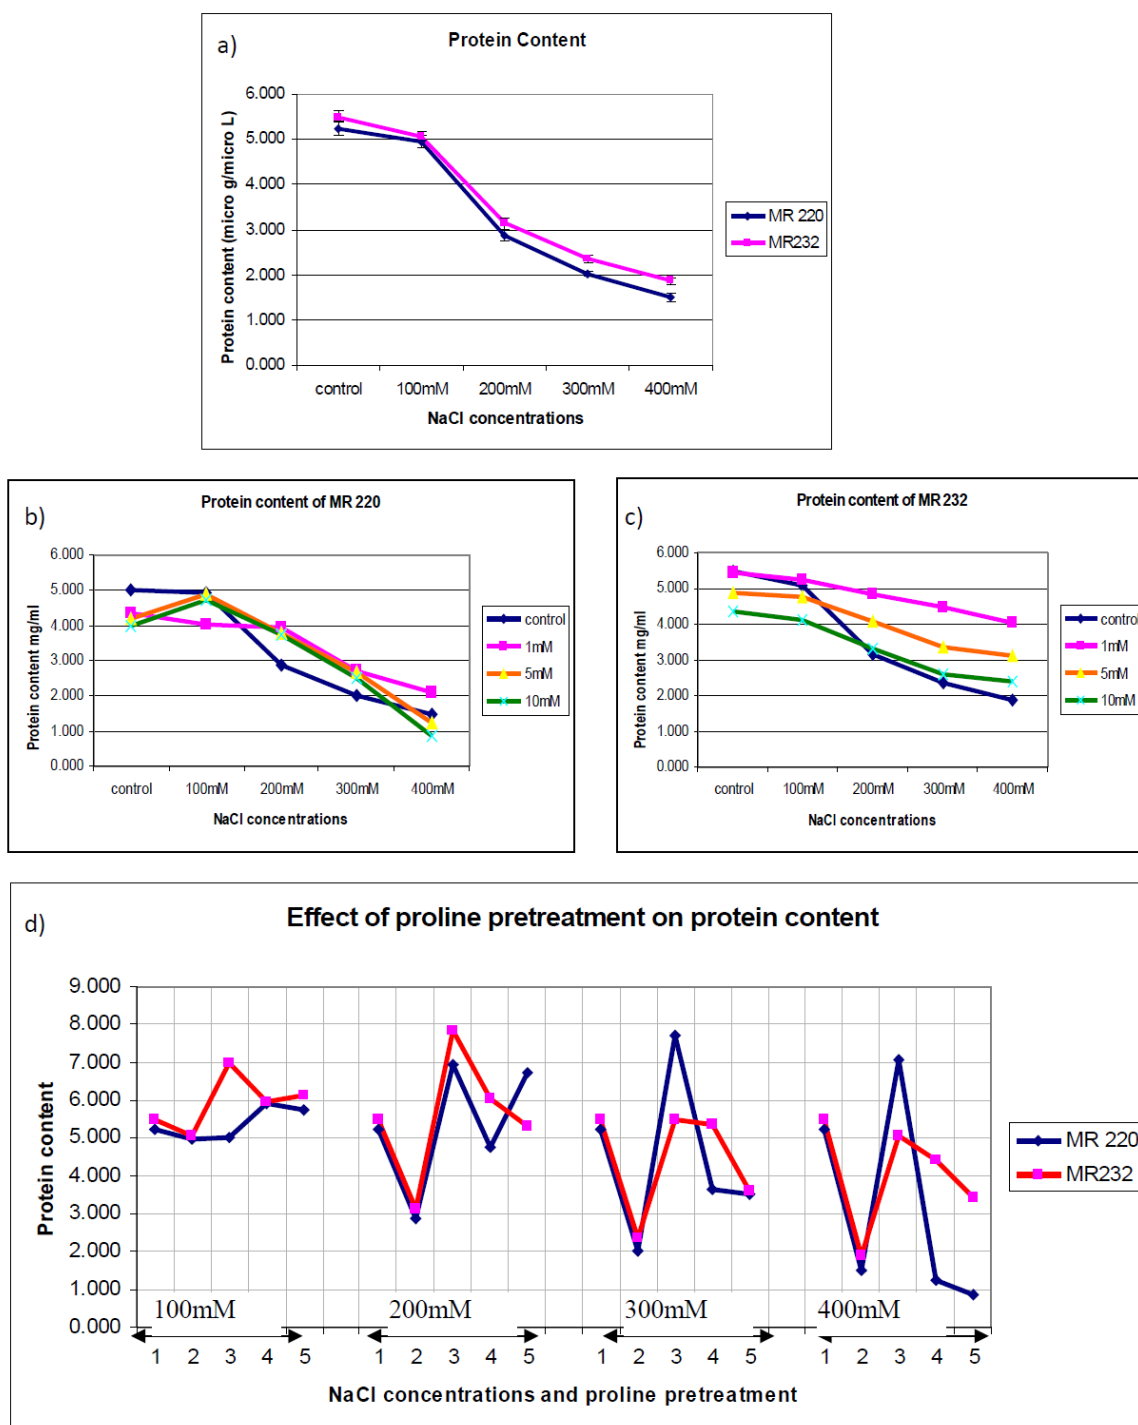 a)
Protein Content
Protein content (micro g/micro L)
6.000
5.000
4.000
3.000
2.000
1.000
0.000
control 100mM 200mM 300mM 400mM
NaCl concentrations
MR 220
MR232
b)
Protein content of MR 220
Protein content mg/ml
6.000
5.000
4.000
3.000
2.000
1.000
0.000
control 100mM 200mM 300mM 400mM
NaCl concentrations
control
1mM
5mM
10mM
c)
Protein content of MR 232
Protein content mg/ml
6.000
5.000
4.000
3.000
2.000
1.000
0.000
control 100mM 200mM 300mM 400mM
NaCl concentrations
control
1mM
5mM
10mM
d)
Effect of proline pretreatment on protein content
Protein content
9.000
8.000
7.000
6.000
5.000
4.000
3.000
2.000
1.000
0.000
100mM 200mM 300mM 400mM
1 2 3 4 5 1 2 3 4 5 1 2 3 4 5 1 2 3 4 5
NaCl concentrations and proline pretreatment
MR 220
MR232